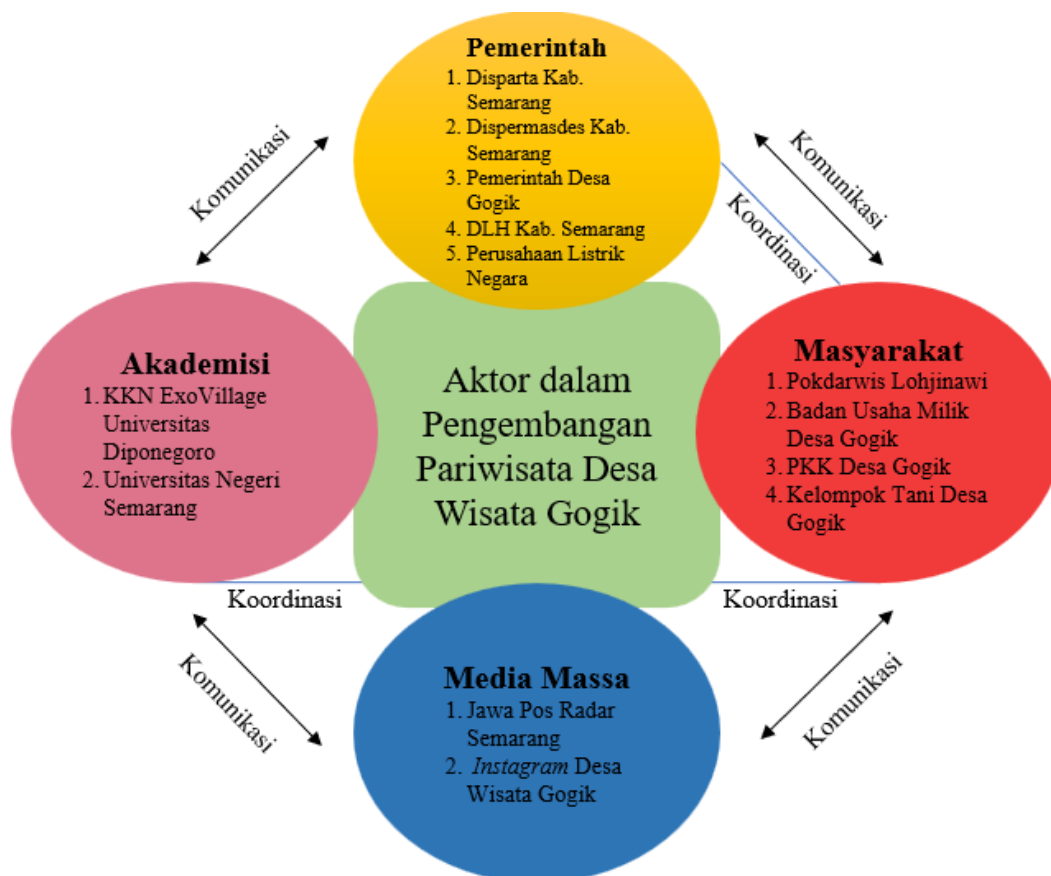 Pemerintah
1. Disparta Kab.
Semarang
2. Dispermasdes Kab.
Semarang
3. Pemerintah Desa
Gogik
4. DLH Kab. Semarang
5. Perusahaan Listrik
Negara
Komunikasi
Komunikasi
Koordinasi
Akademisi
1. KKN ExoVillage
Universitas
Diponegoro
2. Universitas Negeri
Semarang
Aktor dalam
Pengembangan
Pariwisata Desa
Wisata Gogik
Masyarakat
1. Pokdarwis Lohjinawi
2. Badan Usaha Milik
Desa Gogik
3. PKK Desa Gogik
4. Kelompok Tani Desa
Gogik
Koordinasi
Koordinasi
Komunikasi
Komunikasi
Media Massa
1. Jawa Pos Radar
Semarang
2. Instagram Desa
Wisata Gogik